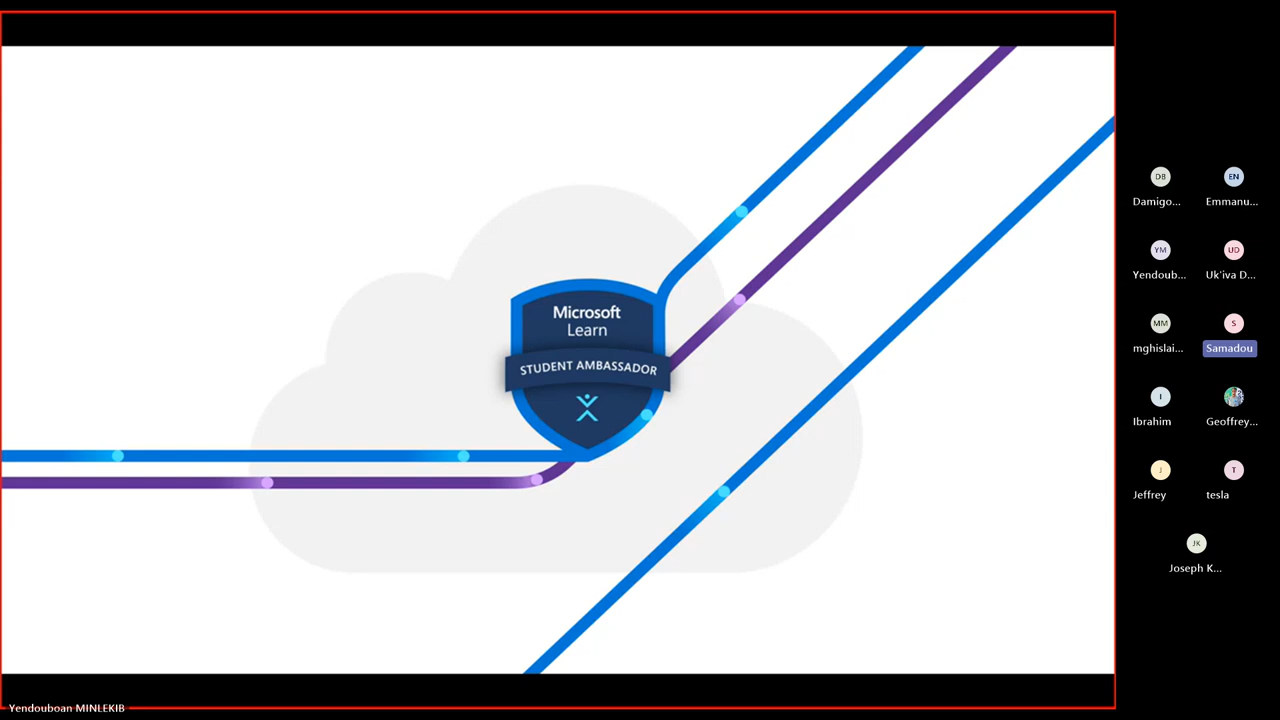 Microsoft
Learn
STUDENT AMBASSADOR
DB
Damigo...
EN
Emmanu...
YM
Yendoub...
UD
Uk'iva D...
MM
mghislai...
S
Samadou
I
Ibrahim
Geoffrey...
J
Jeffrey
T
tesla
JK
Joseph K...
Yendouboan MINLEKIB